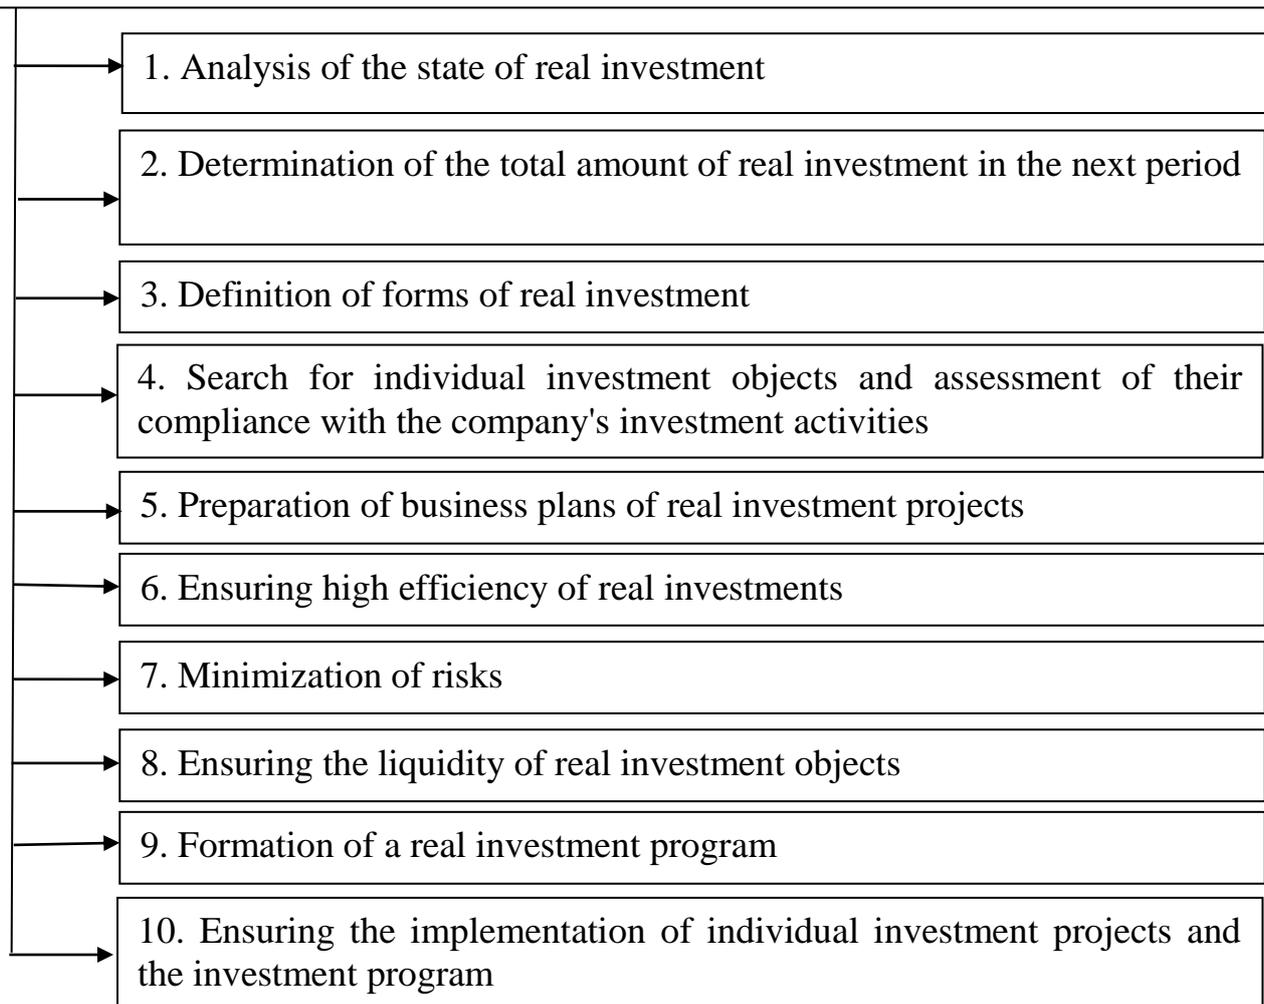 1. Analysis of the state of real investment
2. Determination of the total amount of real investment in the next period
3. Definition of forms of real investment
4. Search for individual investment objects and assessment of their
compliance with the company's investment activities
5. Preparation of business plans of real investment projects
6. Ensuring high efficiency of real investments
7. Minimization of risks
8. Ensuring the liquidity of real investment objects
9. Formation of a real investment program
10. Ensuring the implementation of individual investment projects and
the investment program